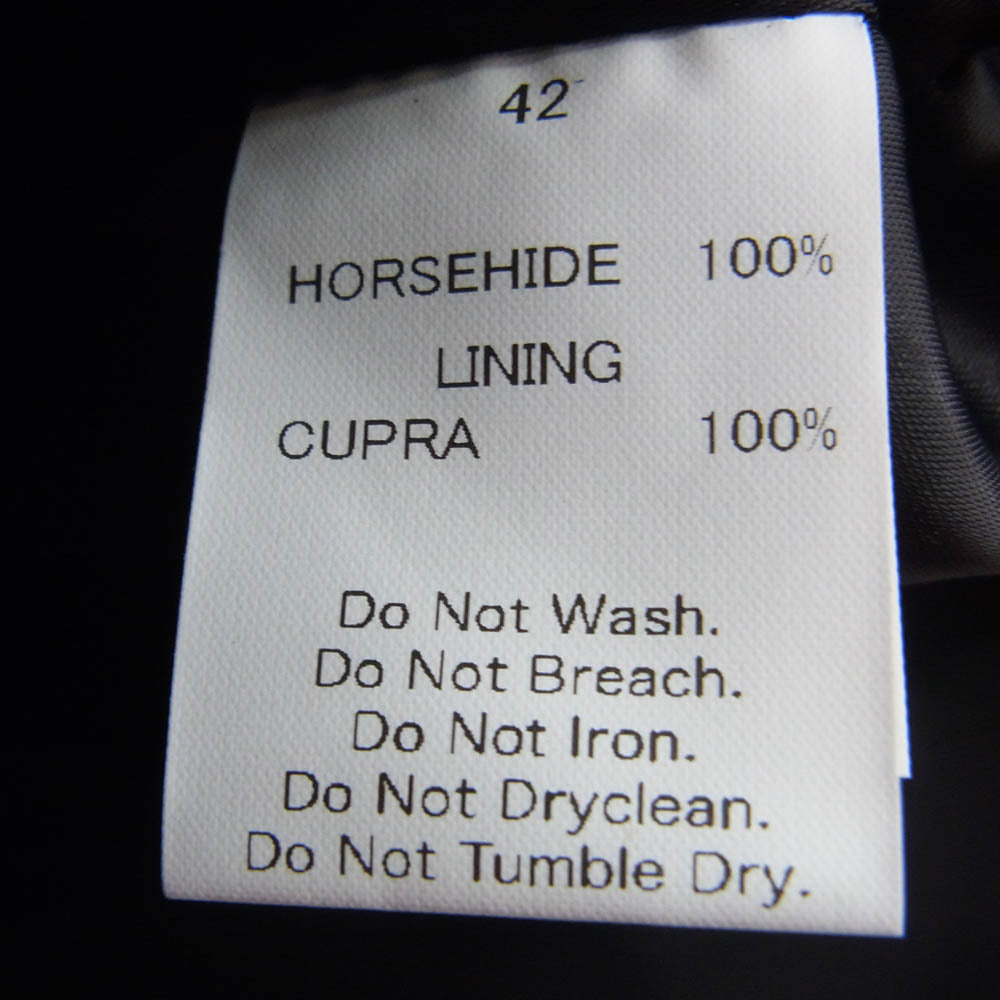 42
HORSEHIDE 100%
LINING
CUPRA 100%
Do Not Wash.
Do Not Breach.
Do Not Iron.
Do Not Dryclean.
Do Not Tumble Dry.